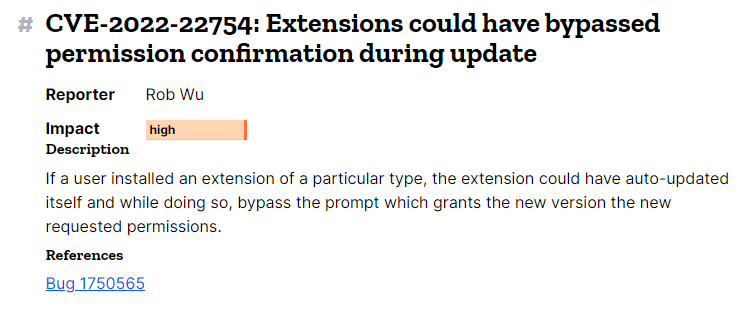 # CVE-2022-22754: Extensions could have bypassed
permission confirmation during update
Reporter Rob Wu
Impact high
Description
If a user installed an extension of a particular type, the extension could have auto-updated
itself and while doing so, bypass the prompt which grants the new version the new
requested permissions.
References
Bug 1750565